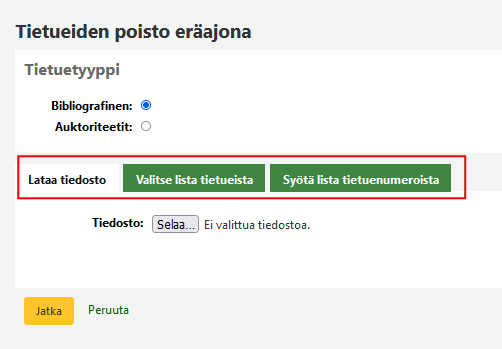 Tietueiden poisto eräajona
Tietuetyyppi
Bibliografinen:
Auktoriteetit:
Lataa tiedosto Valitse lista tietueista Syötä lista tietuenumeroista
Tiedosto: Selaa... Ei valittua tiedostoa.
Jatka Peruuta